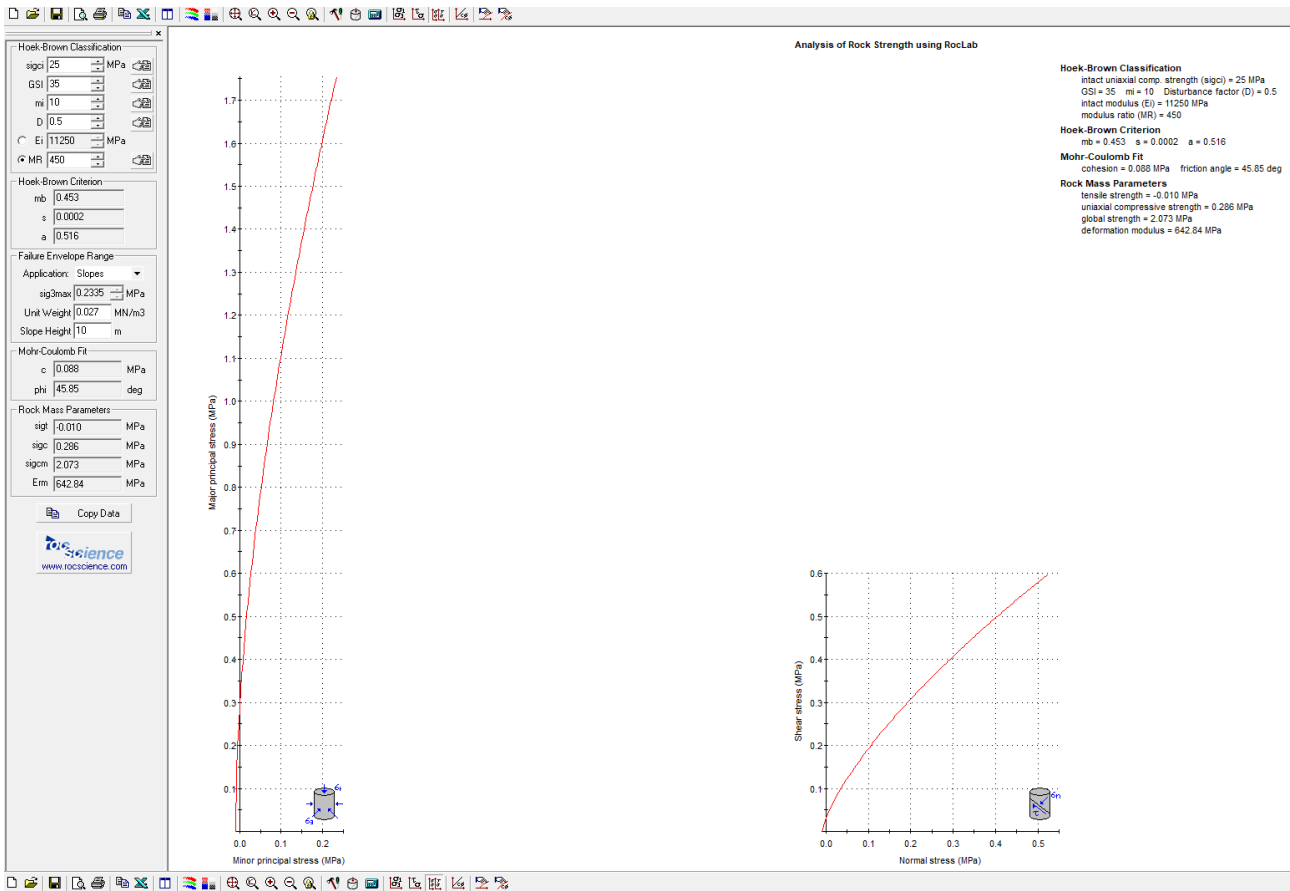 Hoek-Brown Classification
sigci 25 MPa
GSI 35
mi 10
D 0.5
Ei 11250 MPa
MR 450
Hoek-Brown Criterion
mb 0.453
s 0.0002
a 0.516
Failure Envelope Range
Application: Slopes
sig3max 0.2335 MPa
Unit Weight 0.027 MN/m3
Slope Height 10 m
Mohr-Coulomb Fit
c 0.088 MPa
phi 45.85 deg
Rock Mass Parameters
sigt -0.010 MPa
sigc 0.286 MPa
sigcm 2.073 MPa
Erm 642.84 MPa
Copy Data
rocscience
www.rocscience.com
Analysis of Rock Strength using RocLab
Hoek-Brown Classification
intact uniaxial comp. strength (sigci) = 25 MPa
GSI = 35 mi = 10 Disturbance factor (D) = 0.5
intact modulus (Ei) = 11250 MPa
modulus ratio (MR) = 450
Hoek-Brown Criterion
mb = 0.453 s = 0.0002 a = 0.516
Mohr-Coulomb Fit
cohesion = 0.088 MPa friction angle = 45.85 deg
Rock Mass Parameters
tensile strength = -0.010 MPa
uniaxial compressive strength = 0.286 MPa
global strength = 2.073 MPa
deformation modulus = 642.84 MPa
Major principal stress (MPa)
1.7
1.6
1.5
1.4
1.3
1.2
1.1
1.0
0.9
0.8
0.7
0.6
0.5
0.4
0.3
0.2
0.1
0.0 0.1 0.2
Minor principal stress (MPa)
Shear stress (MPa)
0.6
0.5
0.4
0.3
0.2
0.1
0.0 0.1 0.2 0.3 0.4 0.5
Normal stress (MPa)